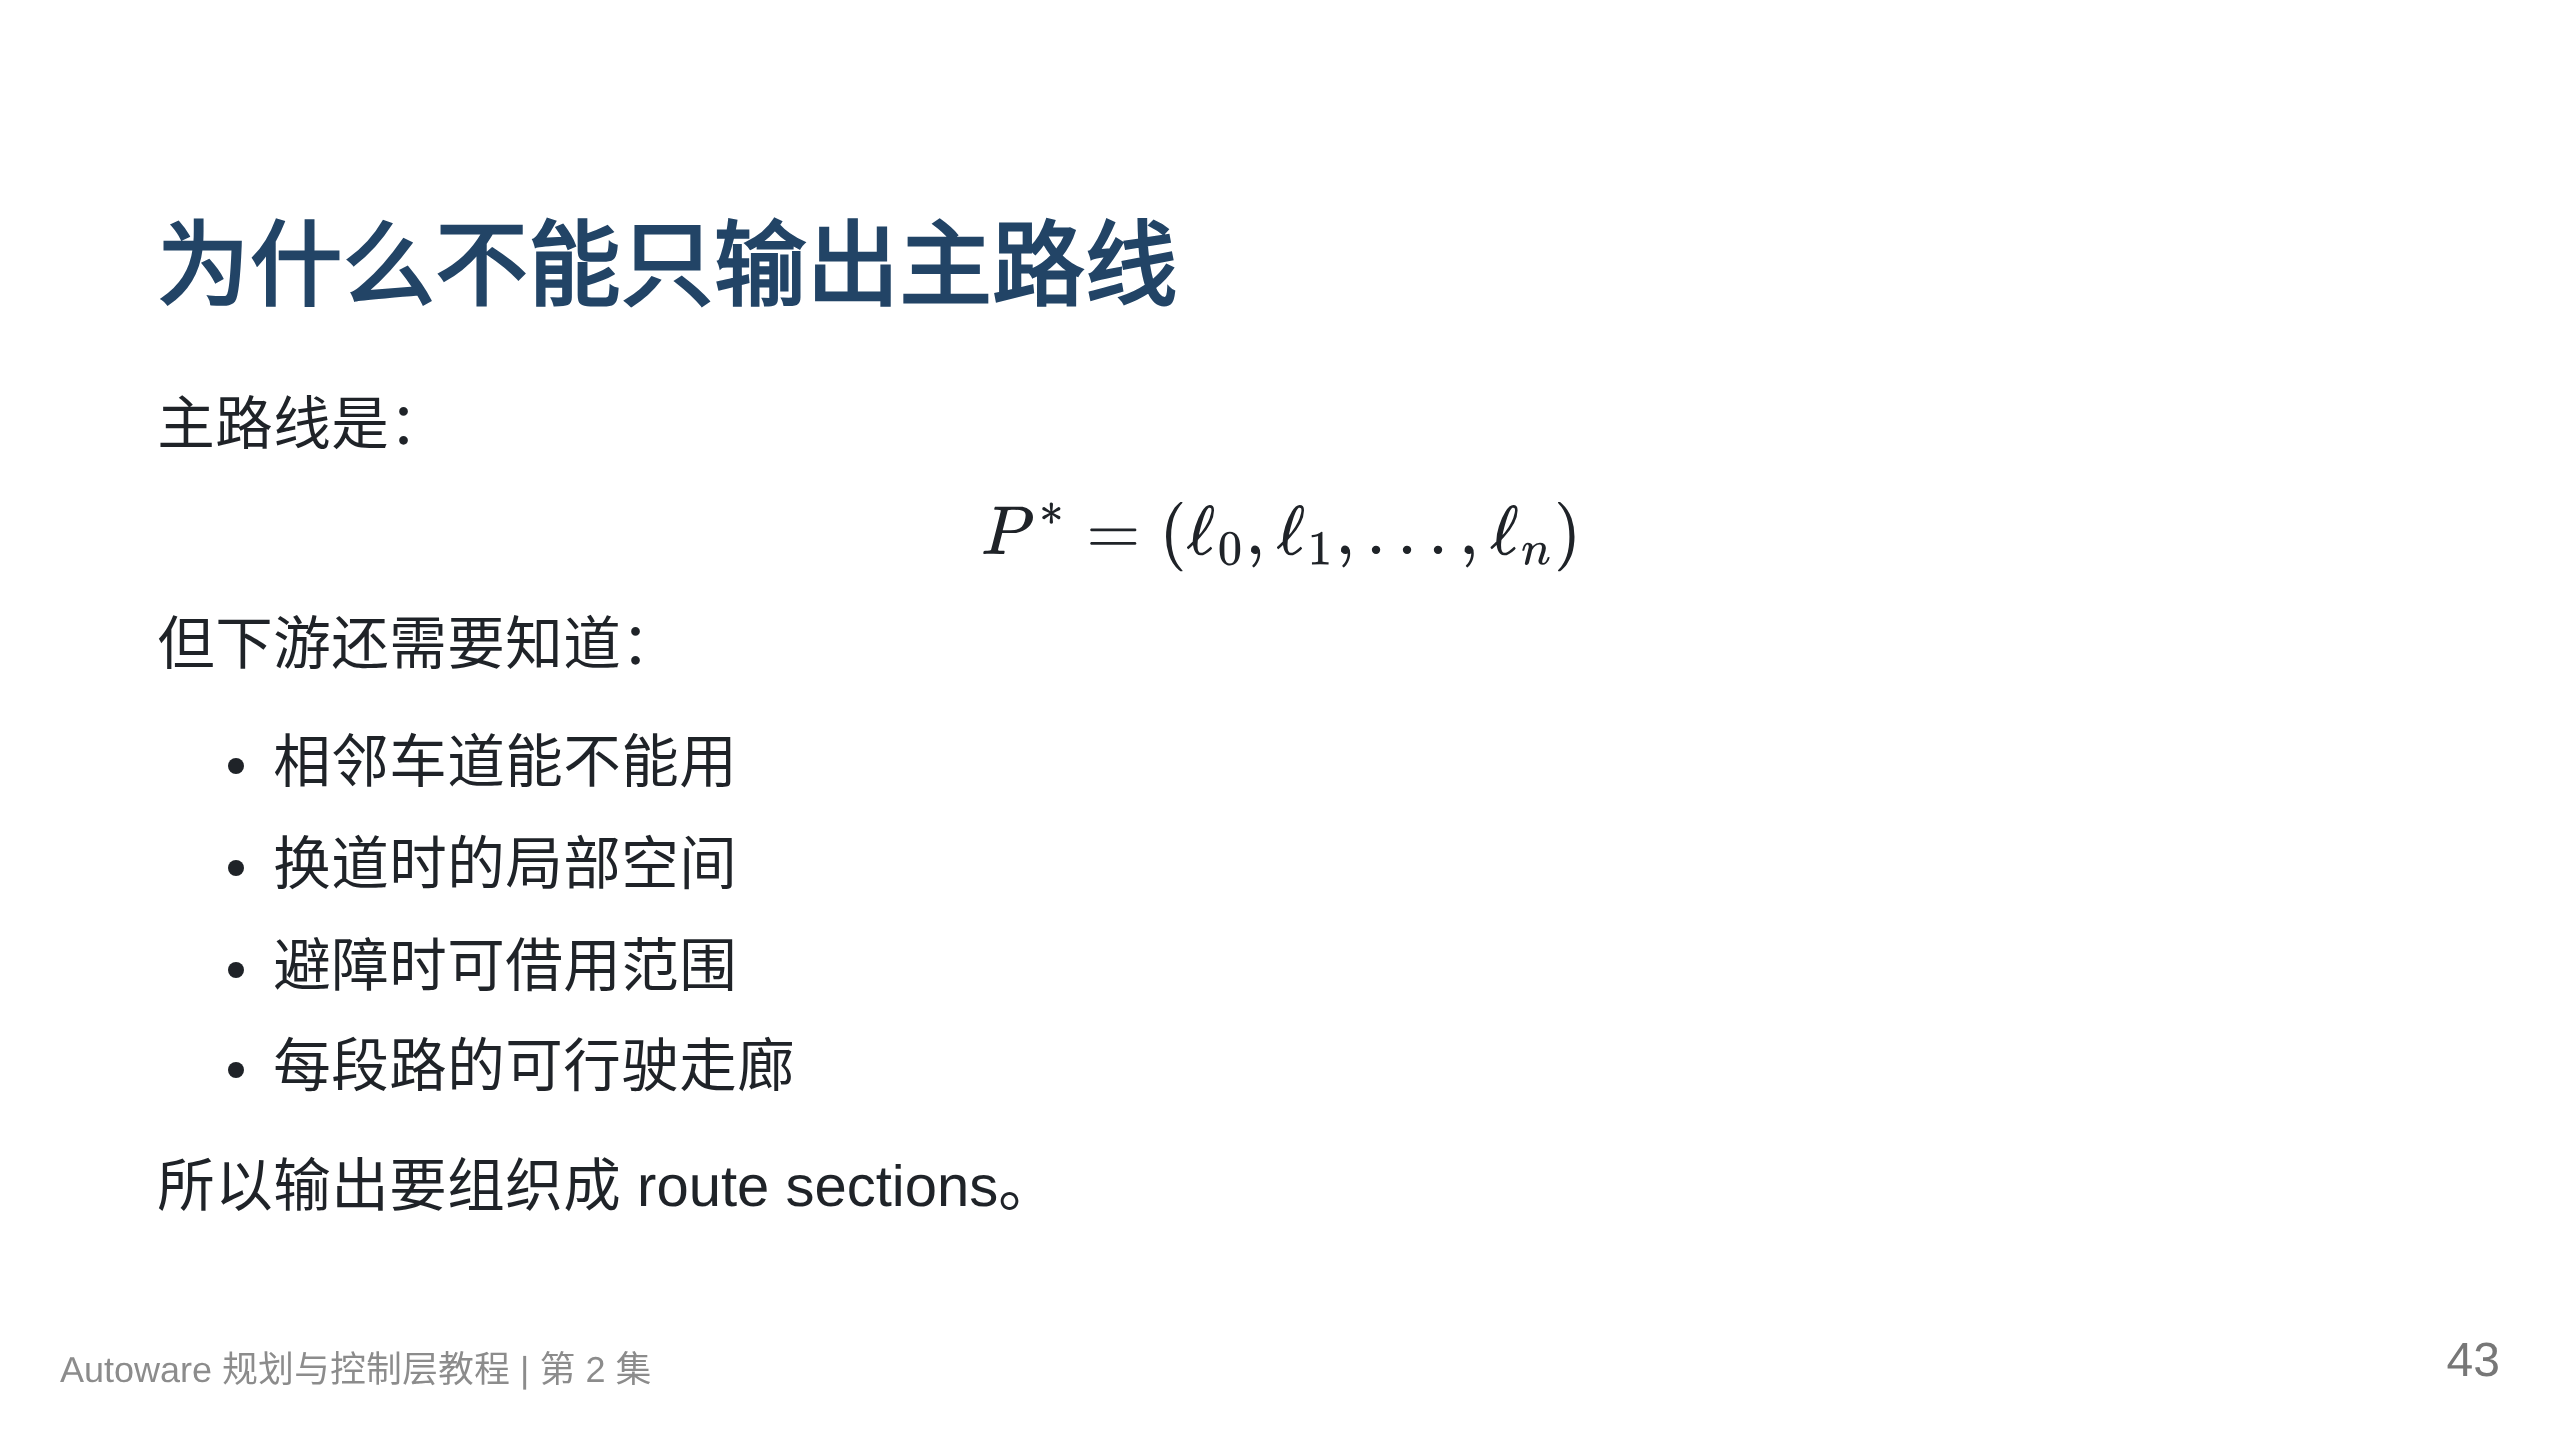 为什么不能只输出主路线
主路线是：
P* = (ℓ₀, ℓ₁, …, ℓₙ)
但下游还需要知道：
• 相邻车道能不能用
• 换道时的局部空间
• 避障时可借用范围
• 每段路的可行驶走廊
所以输出要组织成 route sections。
Autoware 规划与控制层教程 | 第 2 集
43